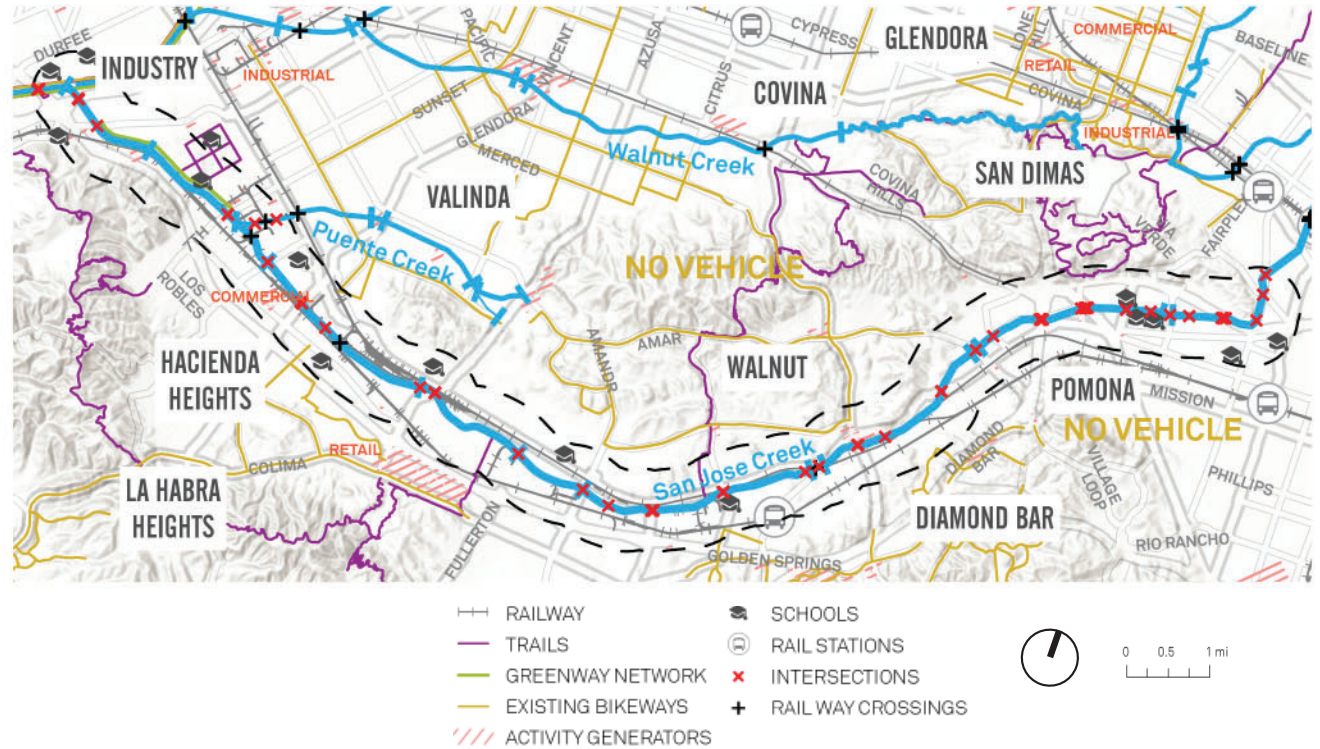 DURFEE
INDUSTRY
INDUSTRIAL
PACIFIC
VINCENT
AZUSA
CITRUS
CYPRESS
GLENDORA
LONE HILL
COMMERCIAL
RETAIL
BASELINE
COVINA
COVINA
INDUSTRIAL
SUNSET
GLENDORA
MERCED
Walnut Creek
VALINDA
COVINA
HILLS
SAN DIMAS
VIA
VERDE
FAIRPLEX
Puente Creek
7TH
LOS
ROBLES
COMMERCIAL
NO VEHICLE
AMAR
WALNUT
HACIENDA
HEIGHTS
POMONA
MISSION
NO VEHICLE
DIAMOND
BAR
VILLAGE
LOOP
PHILLIPS
RETAIL
COLIMA
San Jose Creek
LA HABRA
HEIGHTS
FULLERTON
DIAMOND BAR
RIO RANCHO
GOLDEN SPRINGS
RAILWAY
TRAILS
GREENWAY NETWORK
EXISTING BIKEWAYS
ACTIVITY GENERATORS
SCHOOLS
RAIL STATIONS
INTERSECTIONS
RAIL WAY CROSSINGS
0 0.5 1 mi